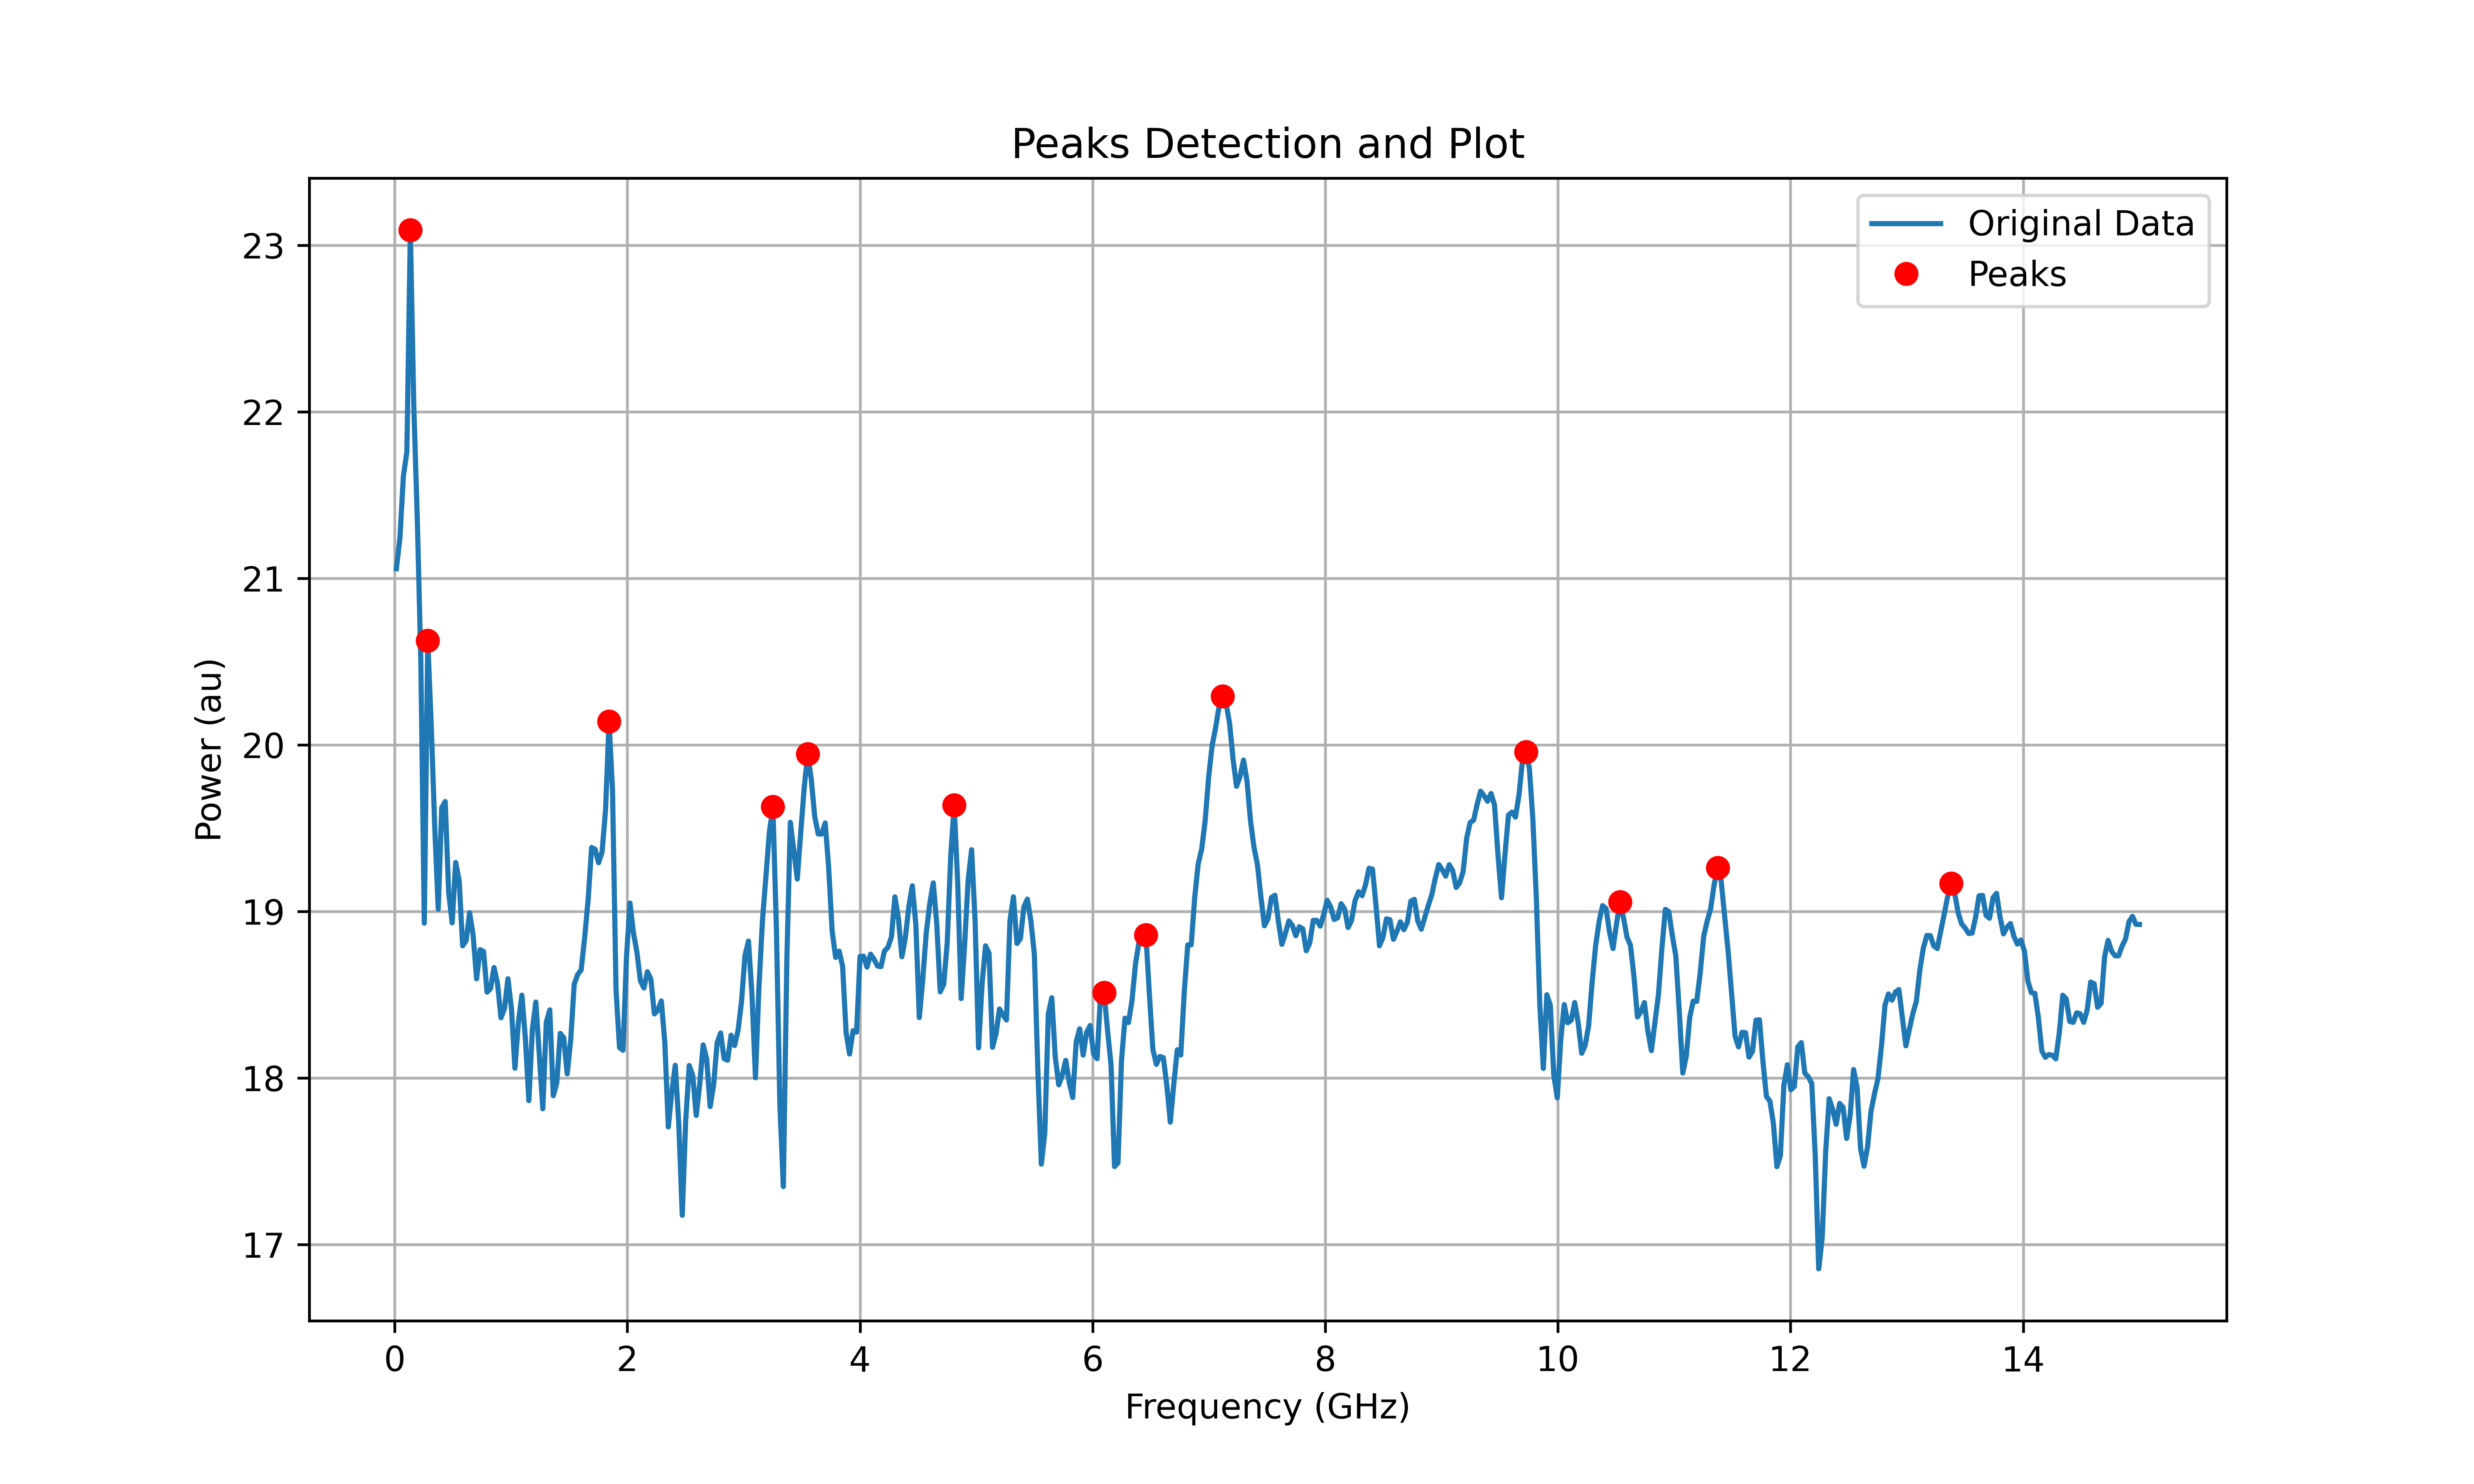 Peaks Detection and Plot
Original Data
Peaks
Power (au)
23
22
21
20
19
18
17
0 2 4 6 8 10 12 14
Frequency (GHz)